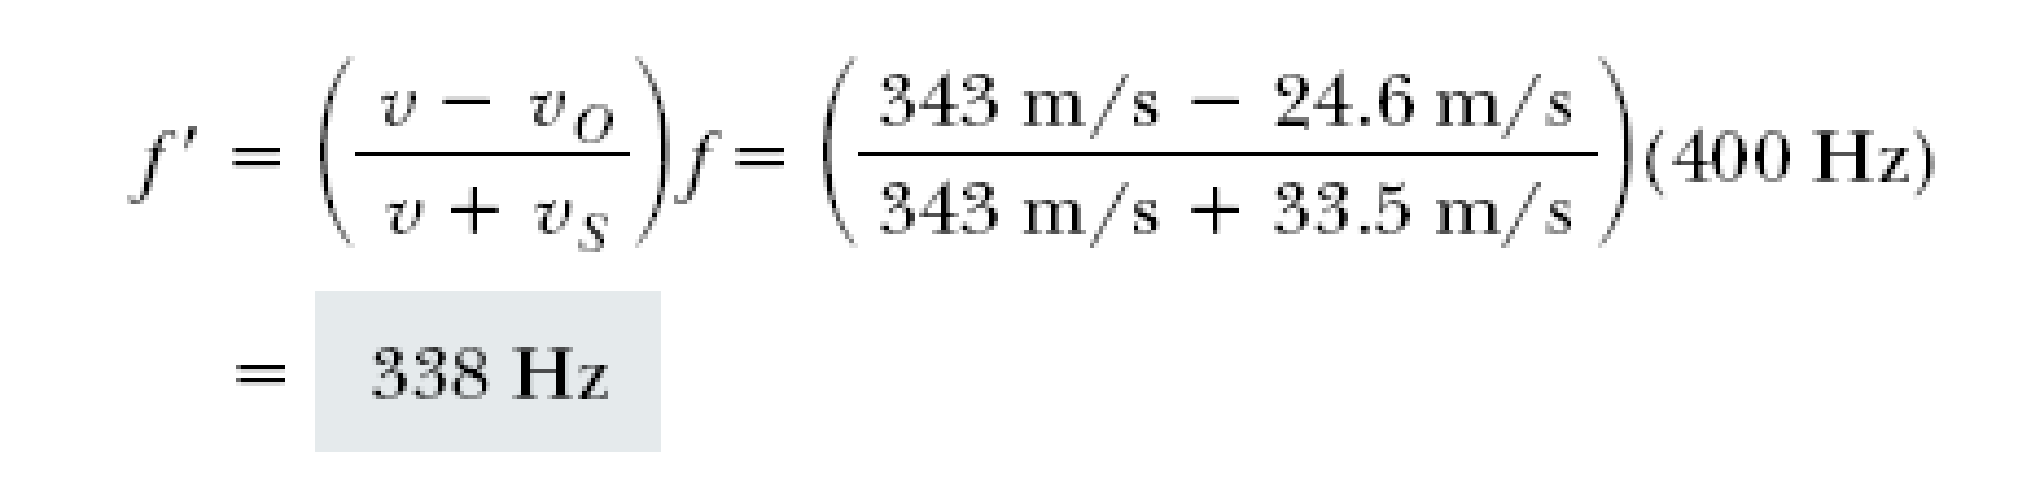 f' = ((v − v_O)/(v + v_S)) f = ((343 m/s − 24.6 m/s)/(343 m/s + 33.5 m/s))(400 Hz)
= 338 Hz